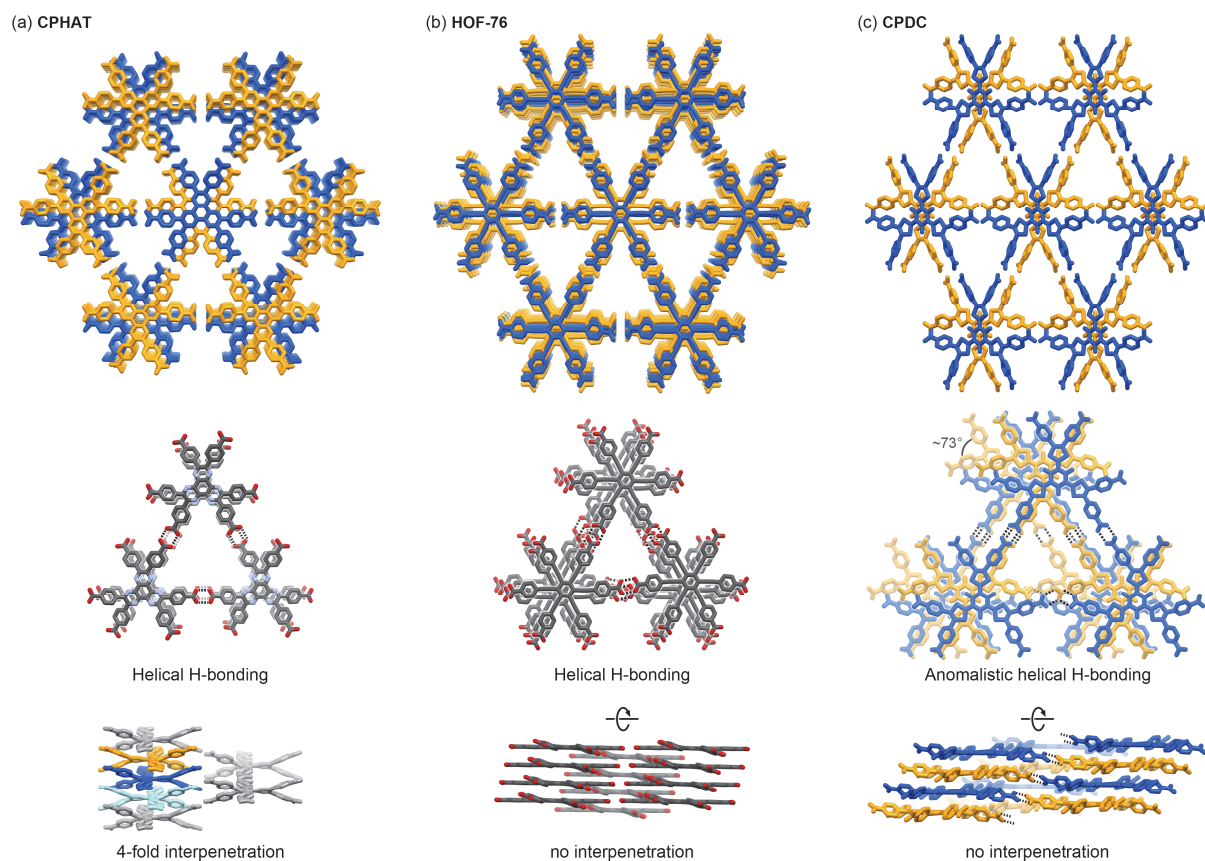 (a) CPHAT
(b) HOF-76
(c) CPDC
~73°
Helical H-bonding
Helical H-bonding
Anomalistic helical H-bonding
4-fold interpenetration
no interpenetration
no interpenetration